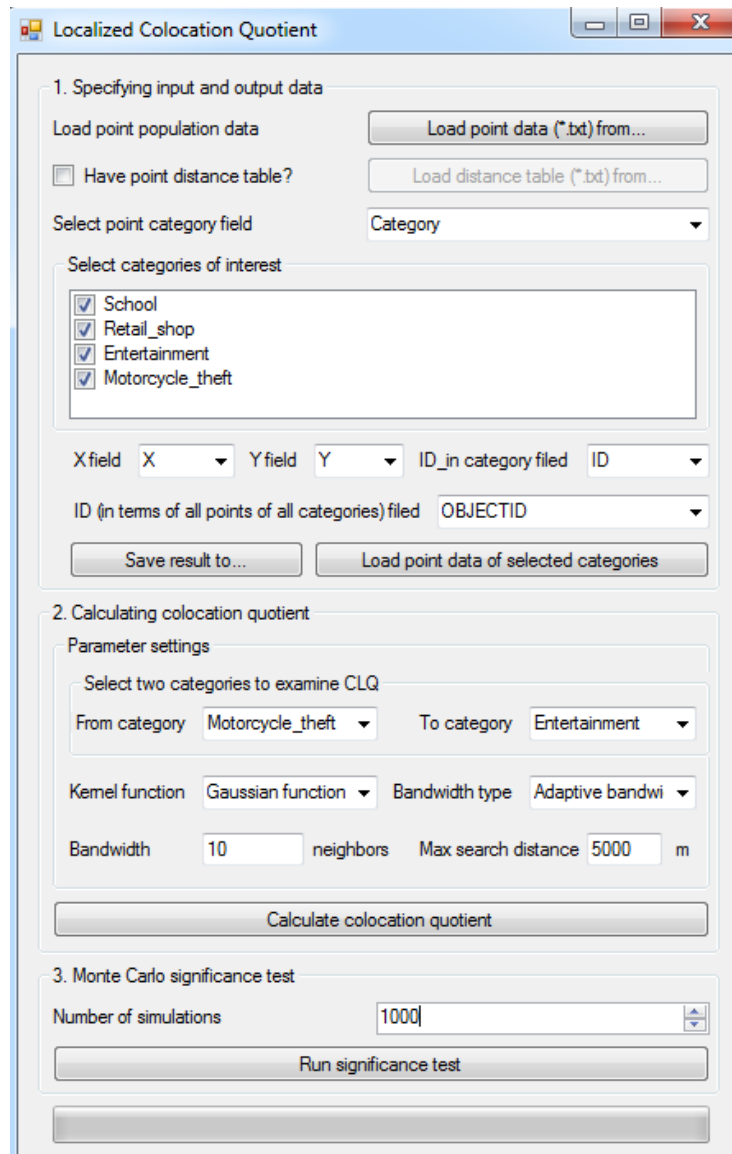 Localized Colocation Quotient
1. Specifying input and output data
Load point population data
Load point data (*.txt) from...
Have point distance table?
Load distance table (*.txt) from...
Select point category field
Category
Select categories of interest
School
Retail_shop
Entertainment
Motorcycle_theft
X field X Y field Y ID_in category filed ID
ID (in terms of all points of all categories) filed OBJECTID
Save result to... Load point data of selected categories
2. Calculating colocation quotient
Parameter settings
Select two categories to examine CLQ
From category Motorcycle_theft To category Entertainment
Kernel function Gaussian function Bandwidth type Adaptive bandwi
Bandwidth 10 neighbors Max search distance 5000 m
Calculate colocation quotient
3. Monte Carlo significance test
Number of simulations 1000
Run significance test